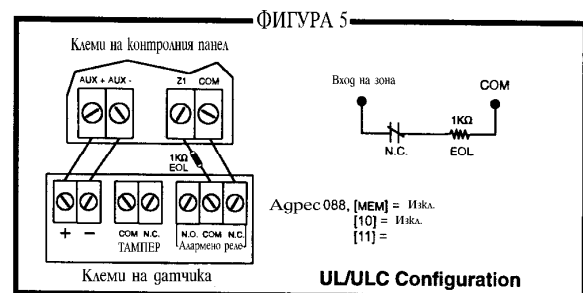 ФИГУРА 5
Клеми на контролния панел
AUX + AUX -
Z1 COM
1KΩ
EOL
COM N.C.
N.O. COM N.C.
+ −
ТАМПЕР
Алармено реле
Клеми на датчика
Вход на зона
COM
1KΩ
N.C.
EOL
Адрес 088, [MEM] = Изкл.
[10] = Изкл.
[11] =
UL/ULC Configuration